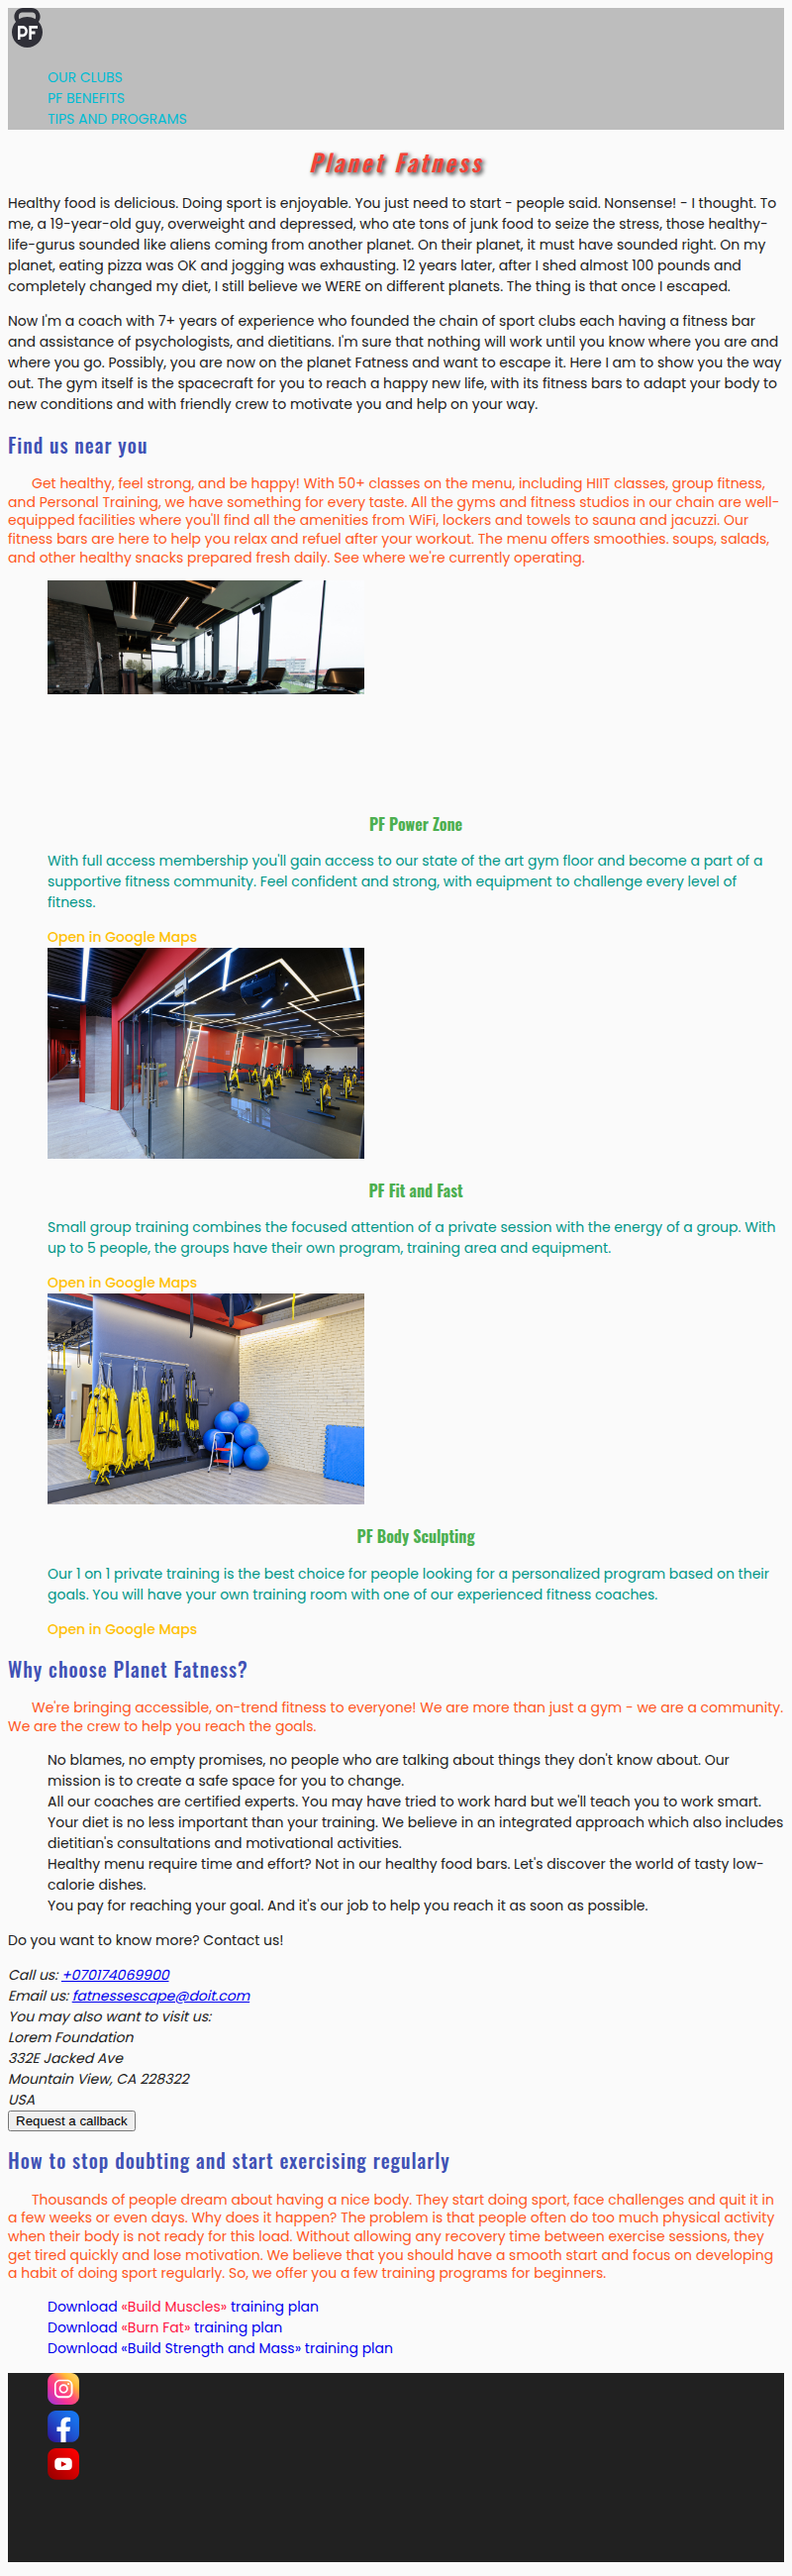 PF
OUR CLUBS
PF BENEFITS
TIPS AND PROGRAMS
Planet Fatness
Healthy food is delicious. Doing sport is enjoyable. You just need to start - people said. Nonsense! - I thought. To
me, a 19-year-old guy, overweight and depressed, who ate tons of junk food to seize the stress, those healthy-
life-gurus sounded like aliens coming from another planet. On their planet, it must have sounded right. On my
planet, eating pizza was OK and jogging was exhausting. 12 years later, after I shed almost 100 pounds and
completely changed my diet, I still believe we WERE on different planets. The thing is that once I escaped.
Now I'm a coach with 7+ years of experience who founded the chain of sport clubs each having a fitness bar
and assistance of psychologists, and dietitians. I'm sure that nothing will work until you know where you are and
where you go. Possibly, you are now on the planet Fatness and want to escape it. Here I am to show you the way
out. The gym itself is the spacecraft for you to reach a happy new life, with its fitness bars to adapt your body to
new conditions and with friendly crew to motivate you and help on your way.
Find us near you
Get healthy, feel strong, and be happy! With 50+ classes on the menu, including HIIT classes, group fitness,
and Personal Training, we have something for every taste. All the gyms and fitness studios in our chain are well-
equipped facilities where you'll find all the amenities from WiFi, lockers and towels to sauna and jacuzzi. Our
fitness bars are here to help you relax and refuel after your workout. The menu offers smoothies. soups, salads,
and other healthy snacks prepared fresh daily. See where we're currently operating.
PF Power Zone
With full access membership you'll gain access to our state of the art gym floor and become a part of a
supportive fitness community. Feel confident and strong, with equipment to challenge every level of
fitness.
Open in Google Maps
PF Fit and Fast
Small group training combines the focused attention of a private session with the energy of a group. With
up to 5 people, the groups have their own program, training area and equipment.
Open in Google Maps
PF Body Sculpting
Our 1 on 1 private training is the best choice for people looking for a personalized program based on their
goals. You will have your own training room with one of our experienced fitness coaches.
Open in Google Maps
Why choose Planet Fatness?
We're bringing accessible, on-trend fitness to everyone! We are more than just a gym - we are a community.
We are the crew to help you reach the goals.
No blames, no empty promises, no people who are talking about things they don't know about. Our
mission is to create a safe space for you to change.
All our coaches are certified experts. You may have tried to work hard but we'll teach you to work smart.
Your diet is no less important than your training. We believe in an integrated approach which also includes
dietitian's consultations and motivational activities.
Healthy menu require time and effort? Not in our healthy food bars. Let's discover the world of tasty low-
calorie dishes.
You pay for reaching your goal. And it's our job to help you reach it as soon as possible.
Do you want to know more? Contact us!
Call us: +070174069900
Email us: fatnessescape@doit.com
You may also want to visit us:
Lorem Foundation
332E Jacked Ave
Mountain View, CA 228322
USA
Request a callback
How to stop doubting and start exercising regularly
Thousands of people dream about having a nice body. They start doing sport, face challenges and quit it in
a few weeks or even days. Why does it happen? The problem is that people often do too much physical activity
when their body is not ready for this load. Without allowing any recovery time between exercise sessions, they
get tired quickly and lose motivation. We believe that you should have a smooth start and focus on developing
a habit of doing sport regularly. So, we offer you a few training programs for beginners.
Download «Build Muscles» training plan
Download «Burn Fat» training plan
Download «Build Strength and Mass» training plan